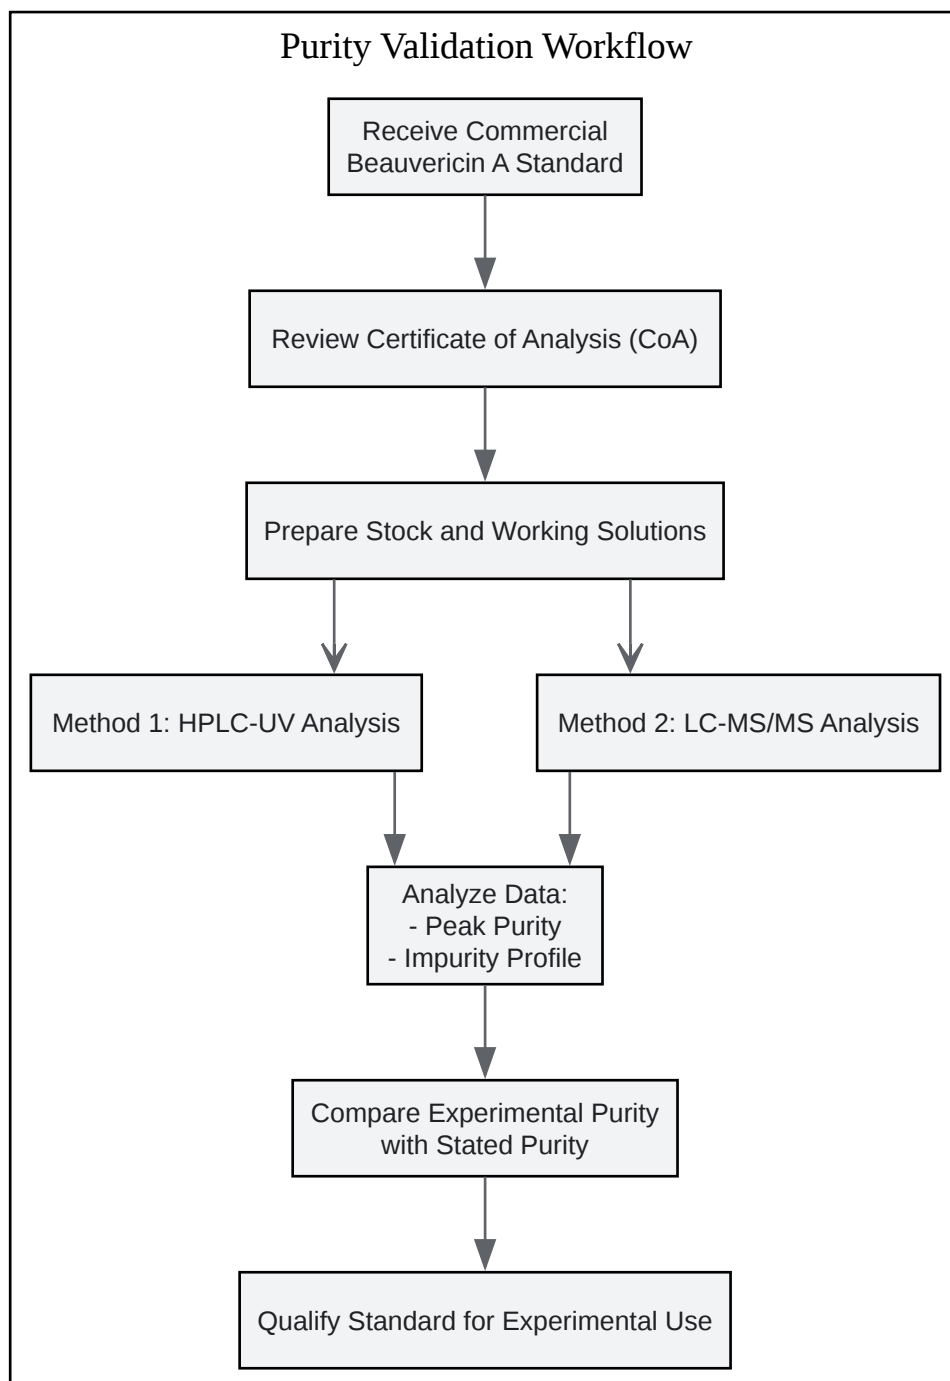 Purity Validation Workflow
Receive Commercial
Beauvericin A Standard
Review Certificate of Analysis (CoA)
Prepare Stock and Working Solutions
Method 1: HPLC-UV Analysis
Method 2: LC-MS/MS Analysis
Analyze Data:
- Peak Purity
- Impurity Profile
Compare Experimental Purity
with Stated Purity
Qualify Standard for Experimental Use